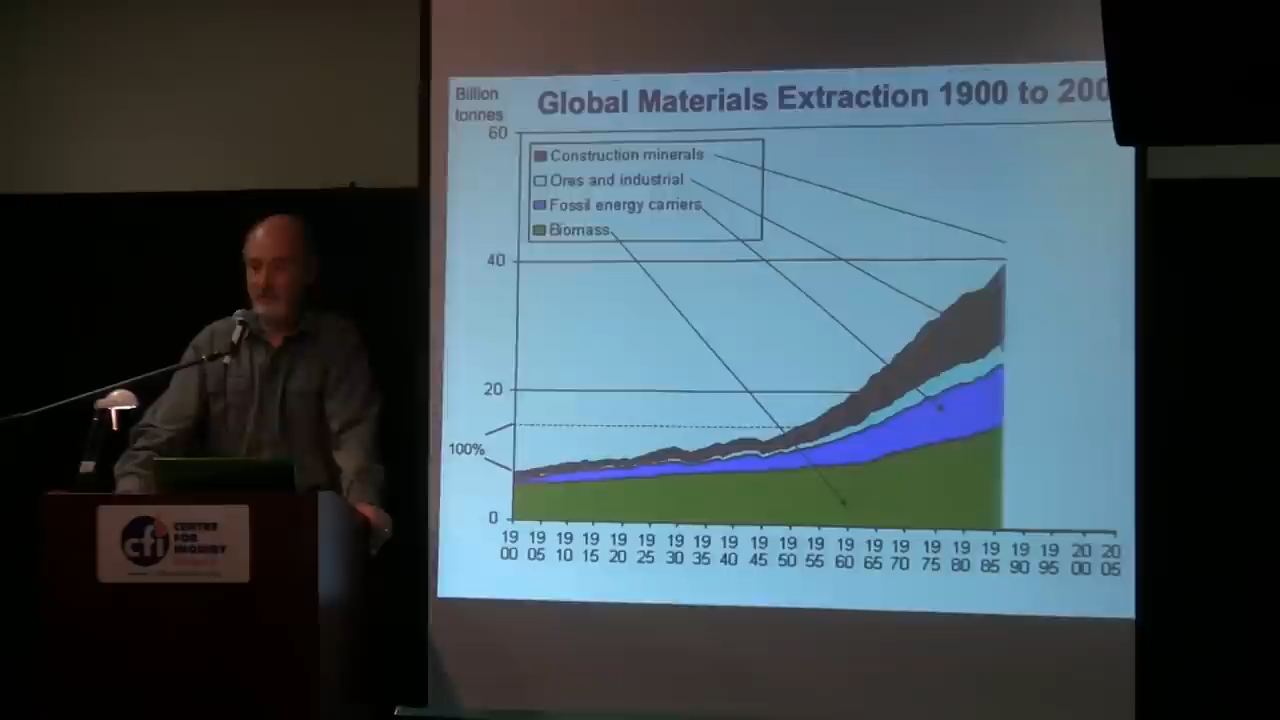 Billion
tonnes
Global Materials Extraction 1900 to 200
60
Construction minerals
Ores and industrial
Fossil energy carriers
Biomass
40
20
100%
0
19 19 19 19 19 19 19 19 19 19 19 19 19 19 19 19 19 19 19 19 20 20
00 05 10 15 20 25 30 35 40 45 50 55 60 65 70 75 80 85 90 95 00 05
cfi
CENTRE
FOR
INQUIRY